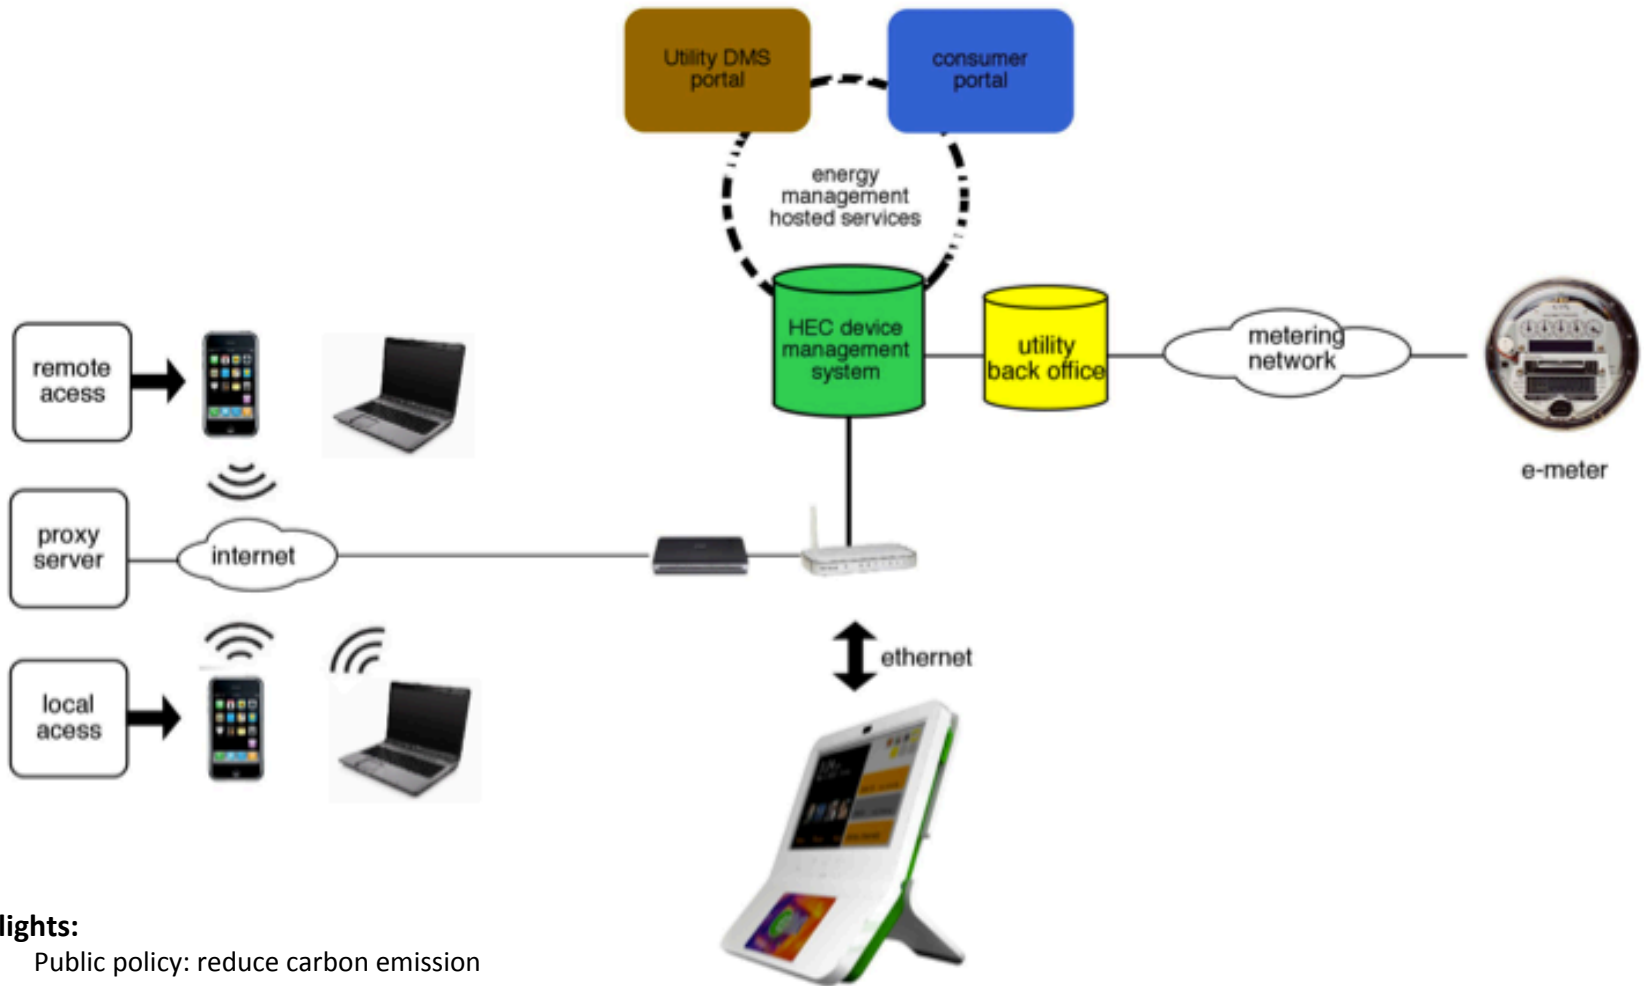 Utility DMS
portal
consumer
portal
energy
management
hosted services
HEC device
management
system
utility
back office
metering
network
e-meter
remote
acess
proxy
server
internet
local
acess
ethernet
lights:
Public policy: reduce carbon emission